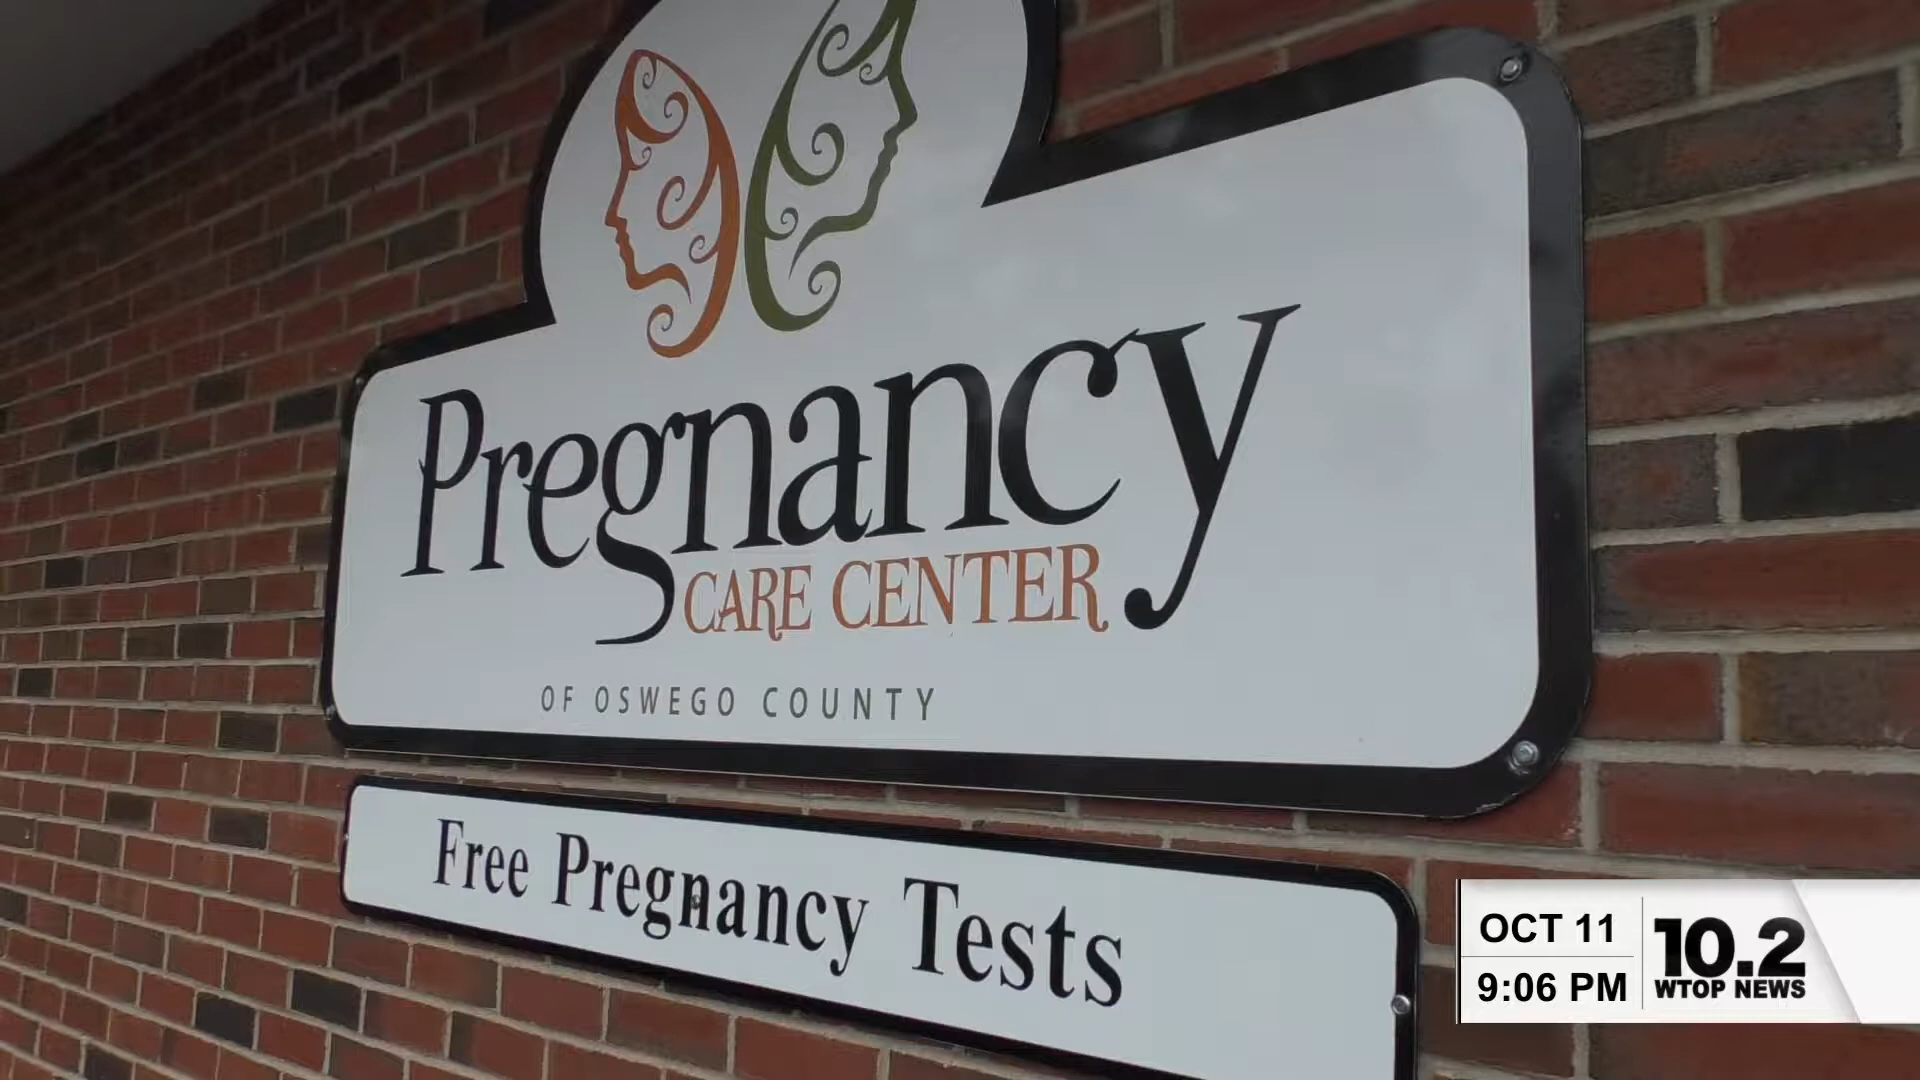 Pregnancy
CARE CENTER
OF OSWEGO COUNTY
Free Pregnancy Tests
OCT 11
9:06 PM
10.2
WTOP NEWS